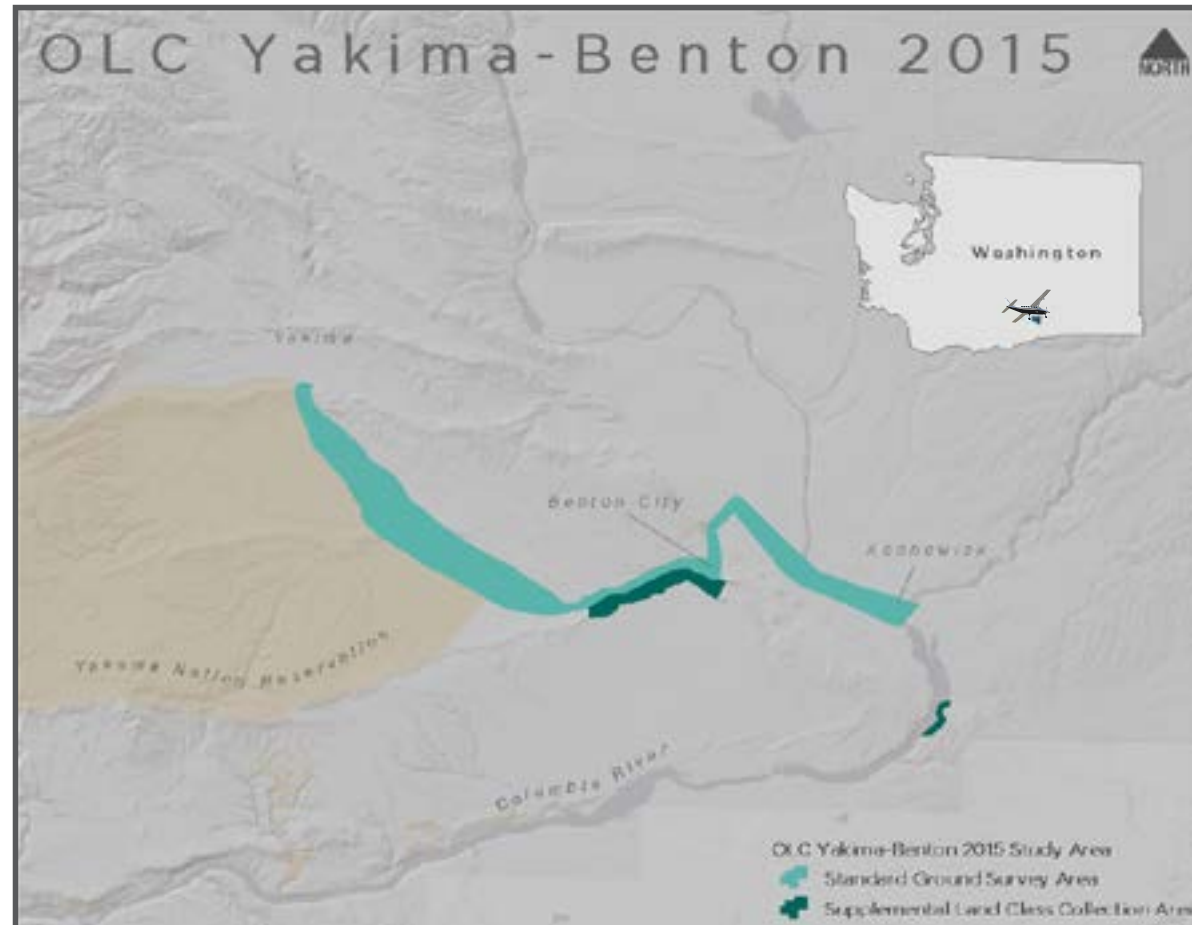 OLC Yakima-Benton 2015
NORTH
Washington
Yakima
Benton City
Kennewick
Yakama Nation Reservation
Columbia River
OLC Yakima-Benton 2015 Study Area
Standard Ground Survey Area
Supplemental Land Class Collection Area